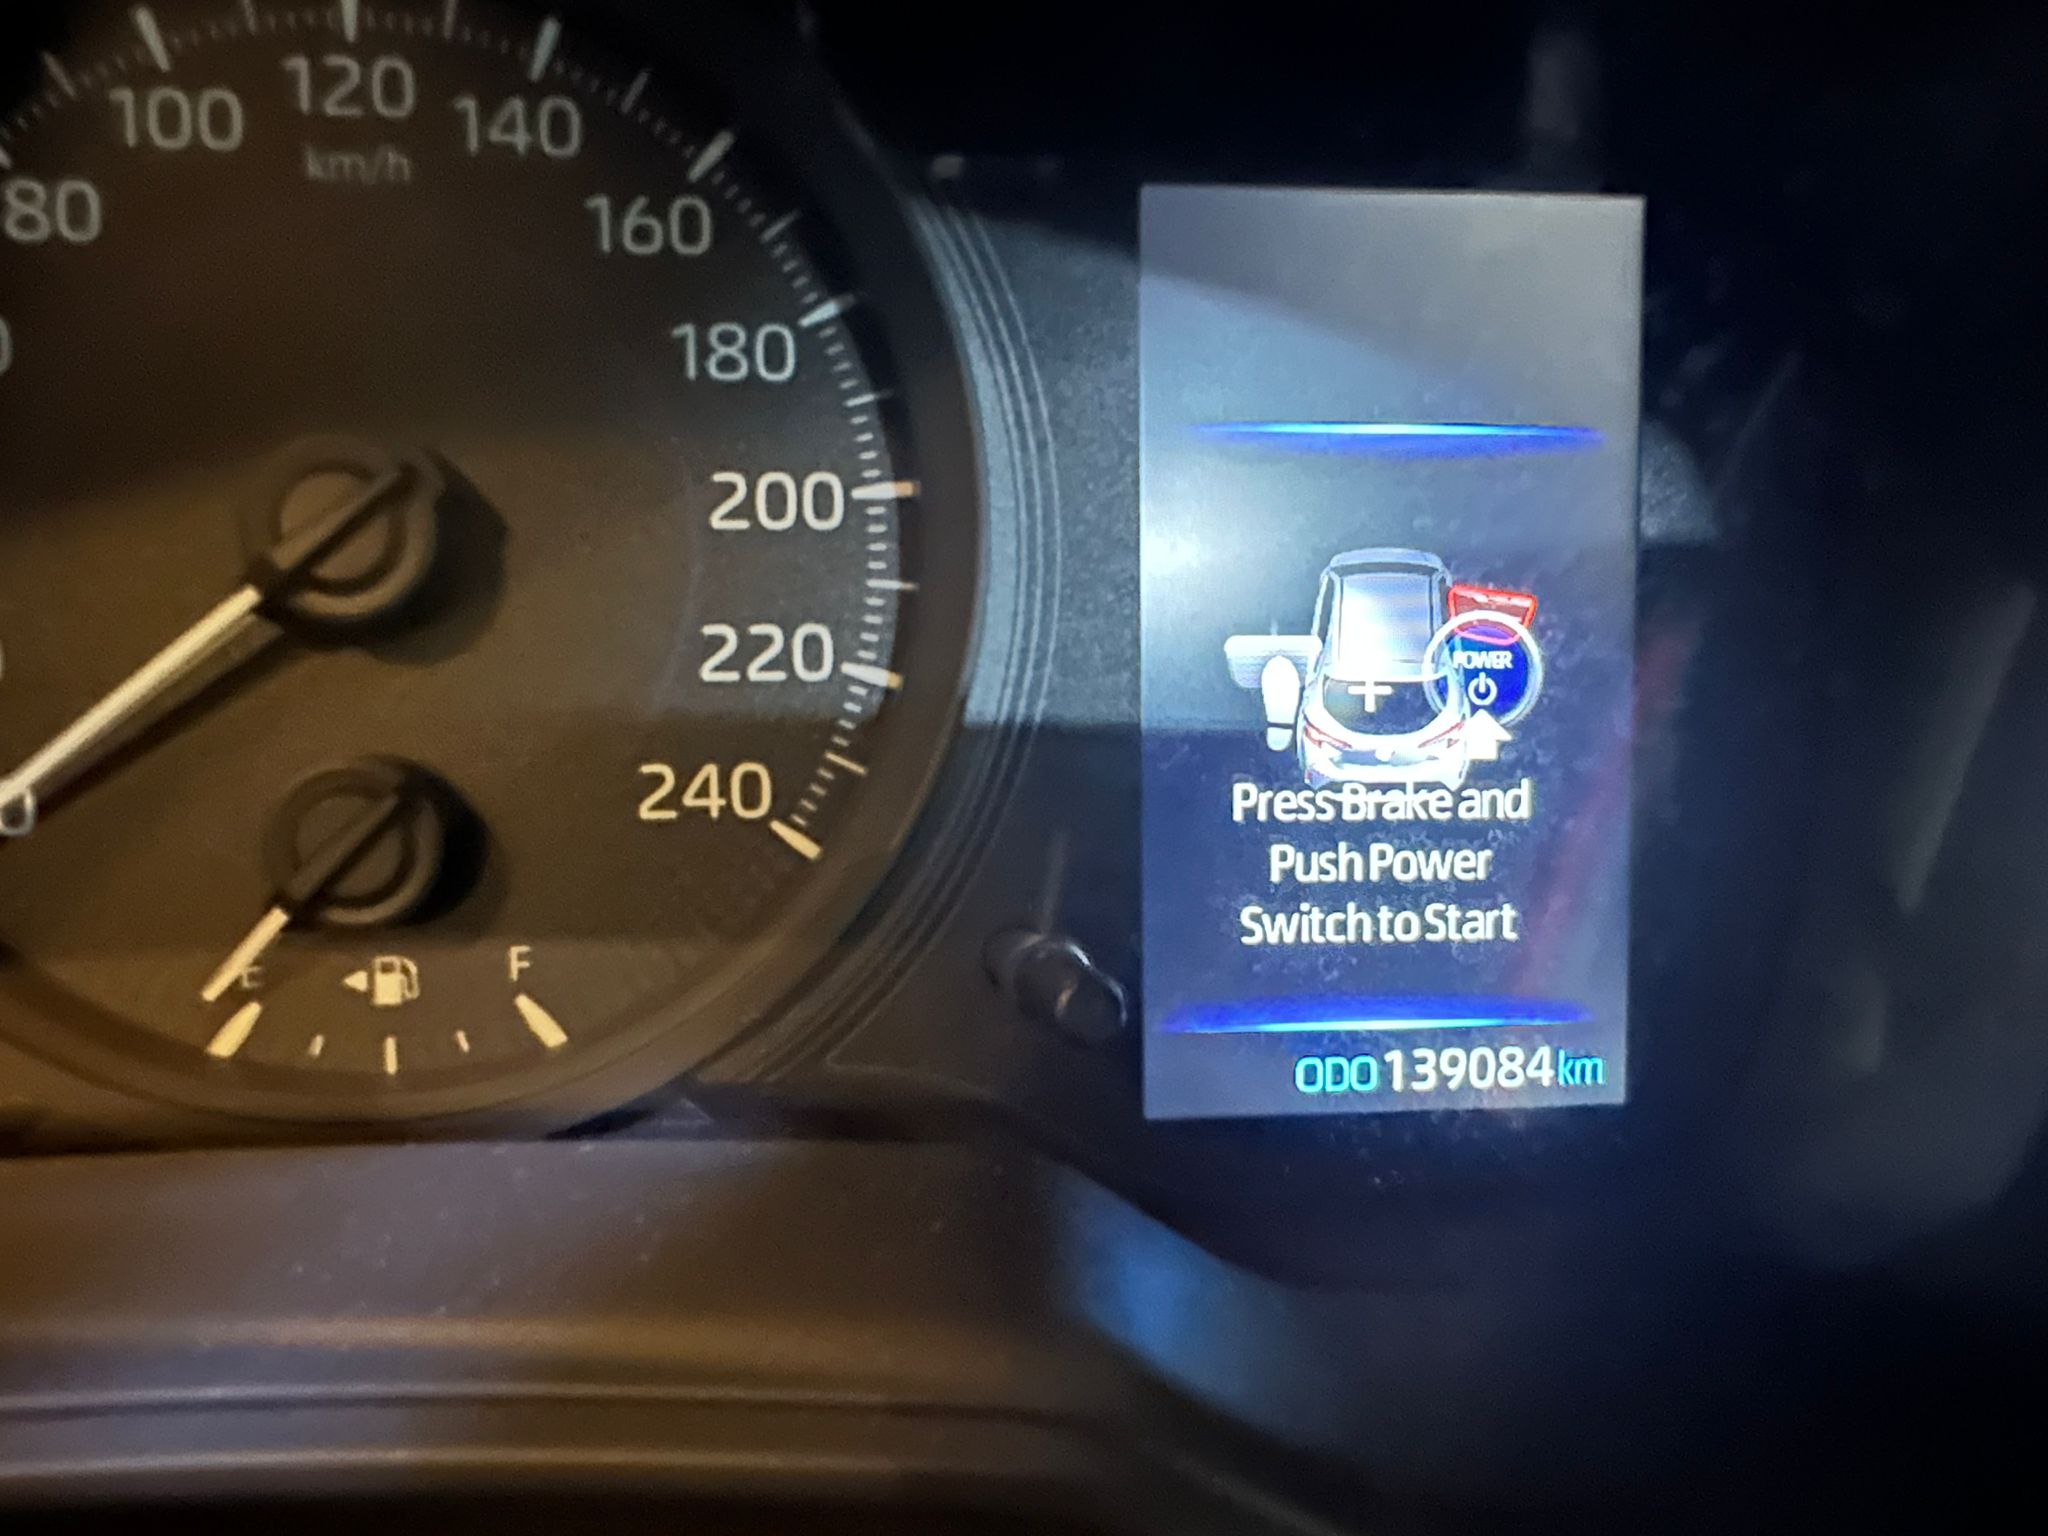 80
100
120
140
km/h
160
180
200
220
240
E
F
POWER
Press Brake and
Push Power
Switch to Start
ODO 139084 km